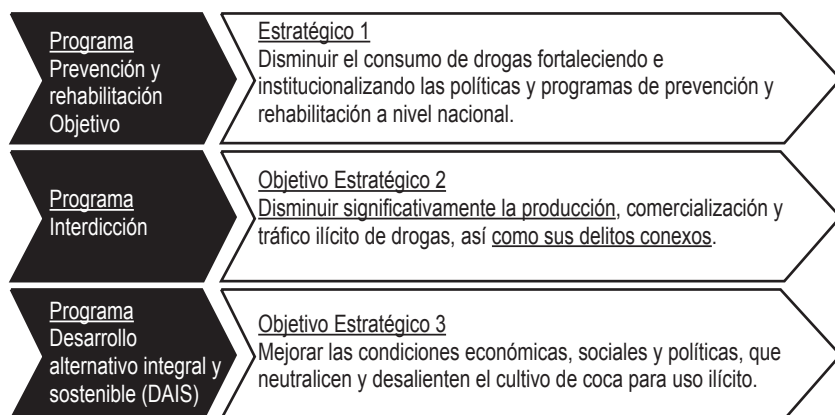 Programa
Prevención y
rehabilitación
Objetivo
Estratégico 1
Disminuir el consumo de drogas fortaleciendo e
institucionalizando las políticas y programas de prevención y
rehabilitación a nivel nacional.
Programa
Interdicción
Objetivo Estratégico 2
Disminuir significativamente la producción, comercialización y
tráfico ilícito de drogas, así como sus delitos conexos.
Programa
Desarrollo
alternativo integral y
sostenible (DAIS)
Objetivo Estratégico 3
Mejorar las condiciones económicas, sociales y políticas, que
neutralicen y desalienten el cultivo de coca para uso ilícito.